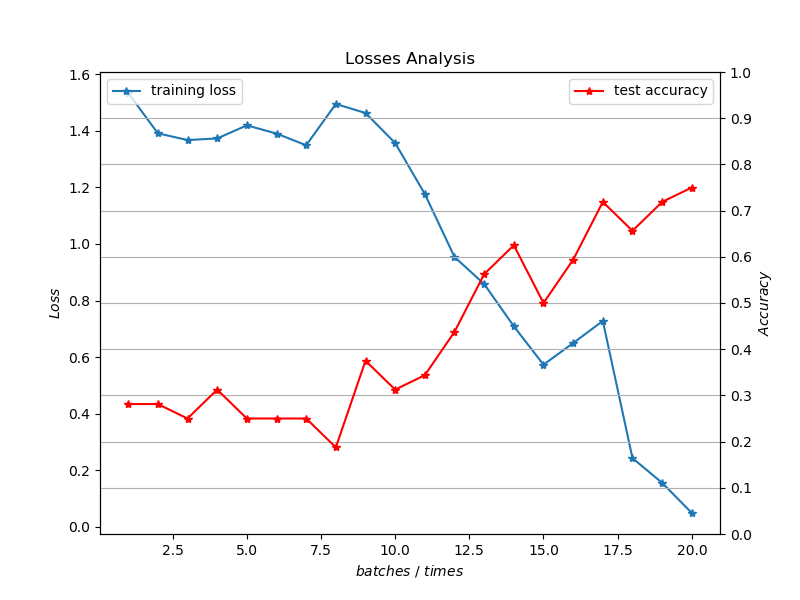 Losses Analysis
training loss
test accuracy
1.6
1.4
1.2
1.0
0.8
0.6
0.4
0.2
0.0
Loss
1.0
0.9
0.8
0.7
0.6
0.5
0.4
0.3
0.2
0.1
0.0
Accuracy
2.5 5.0 7.5 10.0 12.5 15.0 17.5 20.0
batches / times